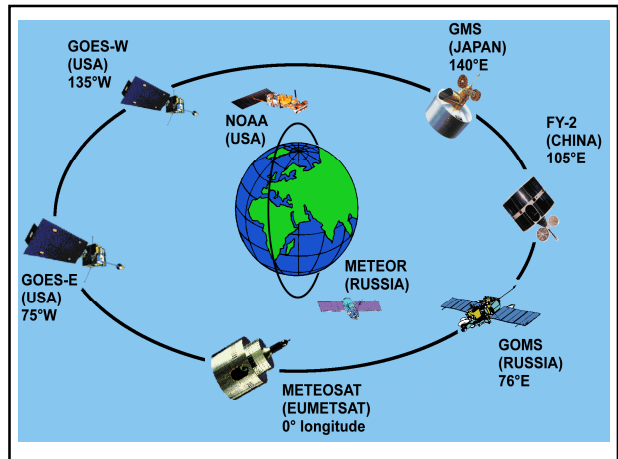 GOES-W
(USA)
135°W
GMS
(JAPAN)
140°E
NOAA
(USA)
FY-2
(CHINA)
105°E
GOES-E
(USA)
75°W
METEOR
(RUSSIA)
GOMS
(RUSSIA)
76°E
METEOSAT
(EUMETSAT)
0° longitude